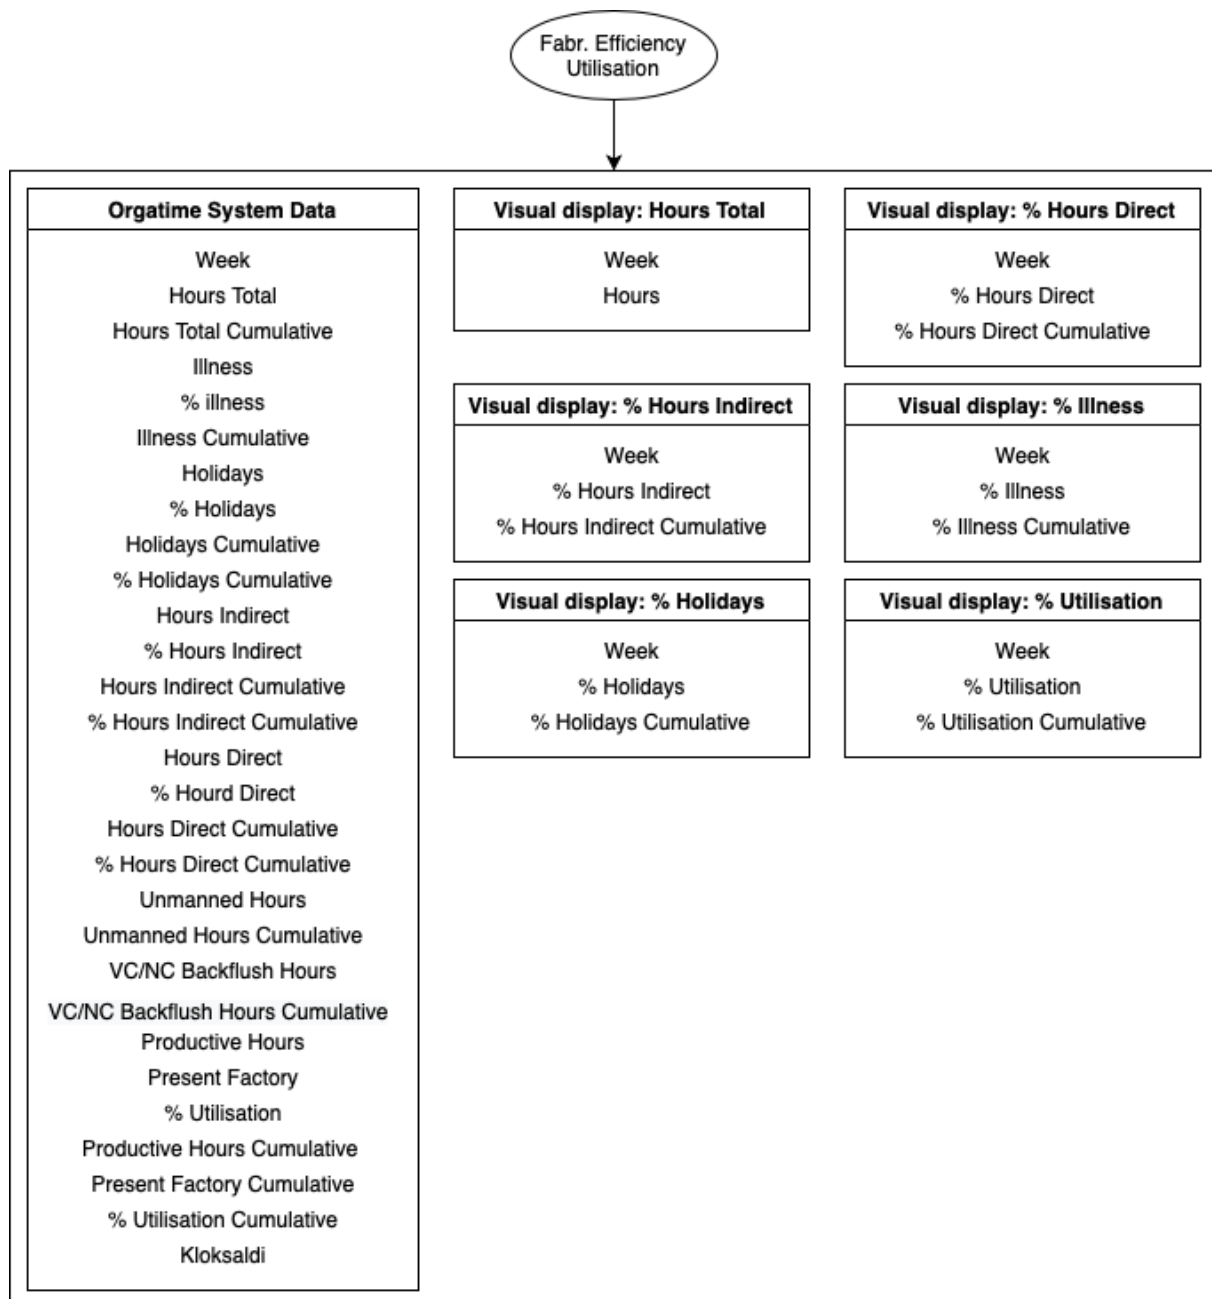 Fabr. Efficiency
Utilisation
Orgatime System Data
Week
Hours Total
Hours Total Cumulative
Illness
% illness
Illness Cumulative
Holidays
% Holidays
Holidays Cumulative
% Holidays Cumulative
Hours Indirect
% Hours Indirect
Hours Indirect Cumulative
% Hours Indirect Cumulative
Hours Direct
% Hourd Direct
Hours Direct Cumulative
% Hours Direct Cumulative
Unmanned Hours
Unmanned Hours Cumulative
VC/NC Backflush Hours
VC/NC Backflush Hours Cumulative
Productive Hours
Present Factory
% Utilisation
Productive Hours Cumulative
Present Factory Cumulative
% Utilisation Cumulative
Kloksaldi
Visual display: Hours Total
Week
Hours
Visual display: % Hours Direct
Week
% Hours Direct
% Hours Direct Cumulative
Visual display: % Hours Indirect
Week
% Hours Indirect
% Hours Indirect Cumulative
Visual display: % Illness
Week
% Illness
% Illness Cumulative
Visual display: % Holidays
Week
% Holidays
% Holidays Cumulative
Visual display: % Utilisation
Week
% Utilisation
% Utilisation Cumulative